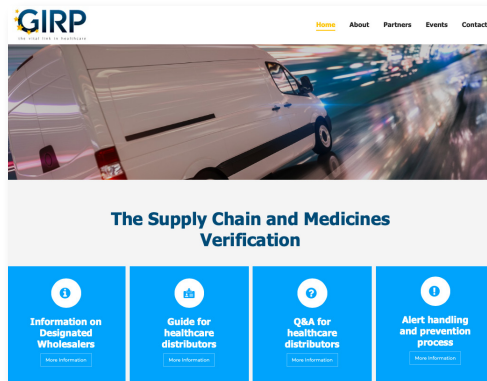 GIRP
the vital link in healthcare
Home About Partners Events Contact
The Supply Chain and Medicines
Verification
Information on
Designated
Wholesalers
More Information
Guide for
healthcare
distributors
More Information
Q&A for
healthcare
distributors
More Information
Alert handling
and prevention
process
More Information